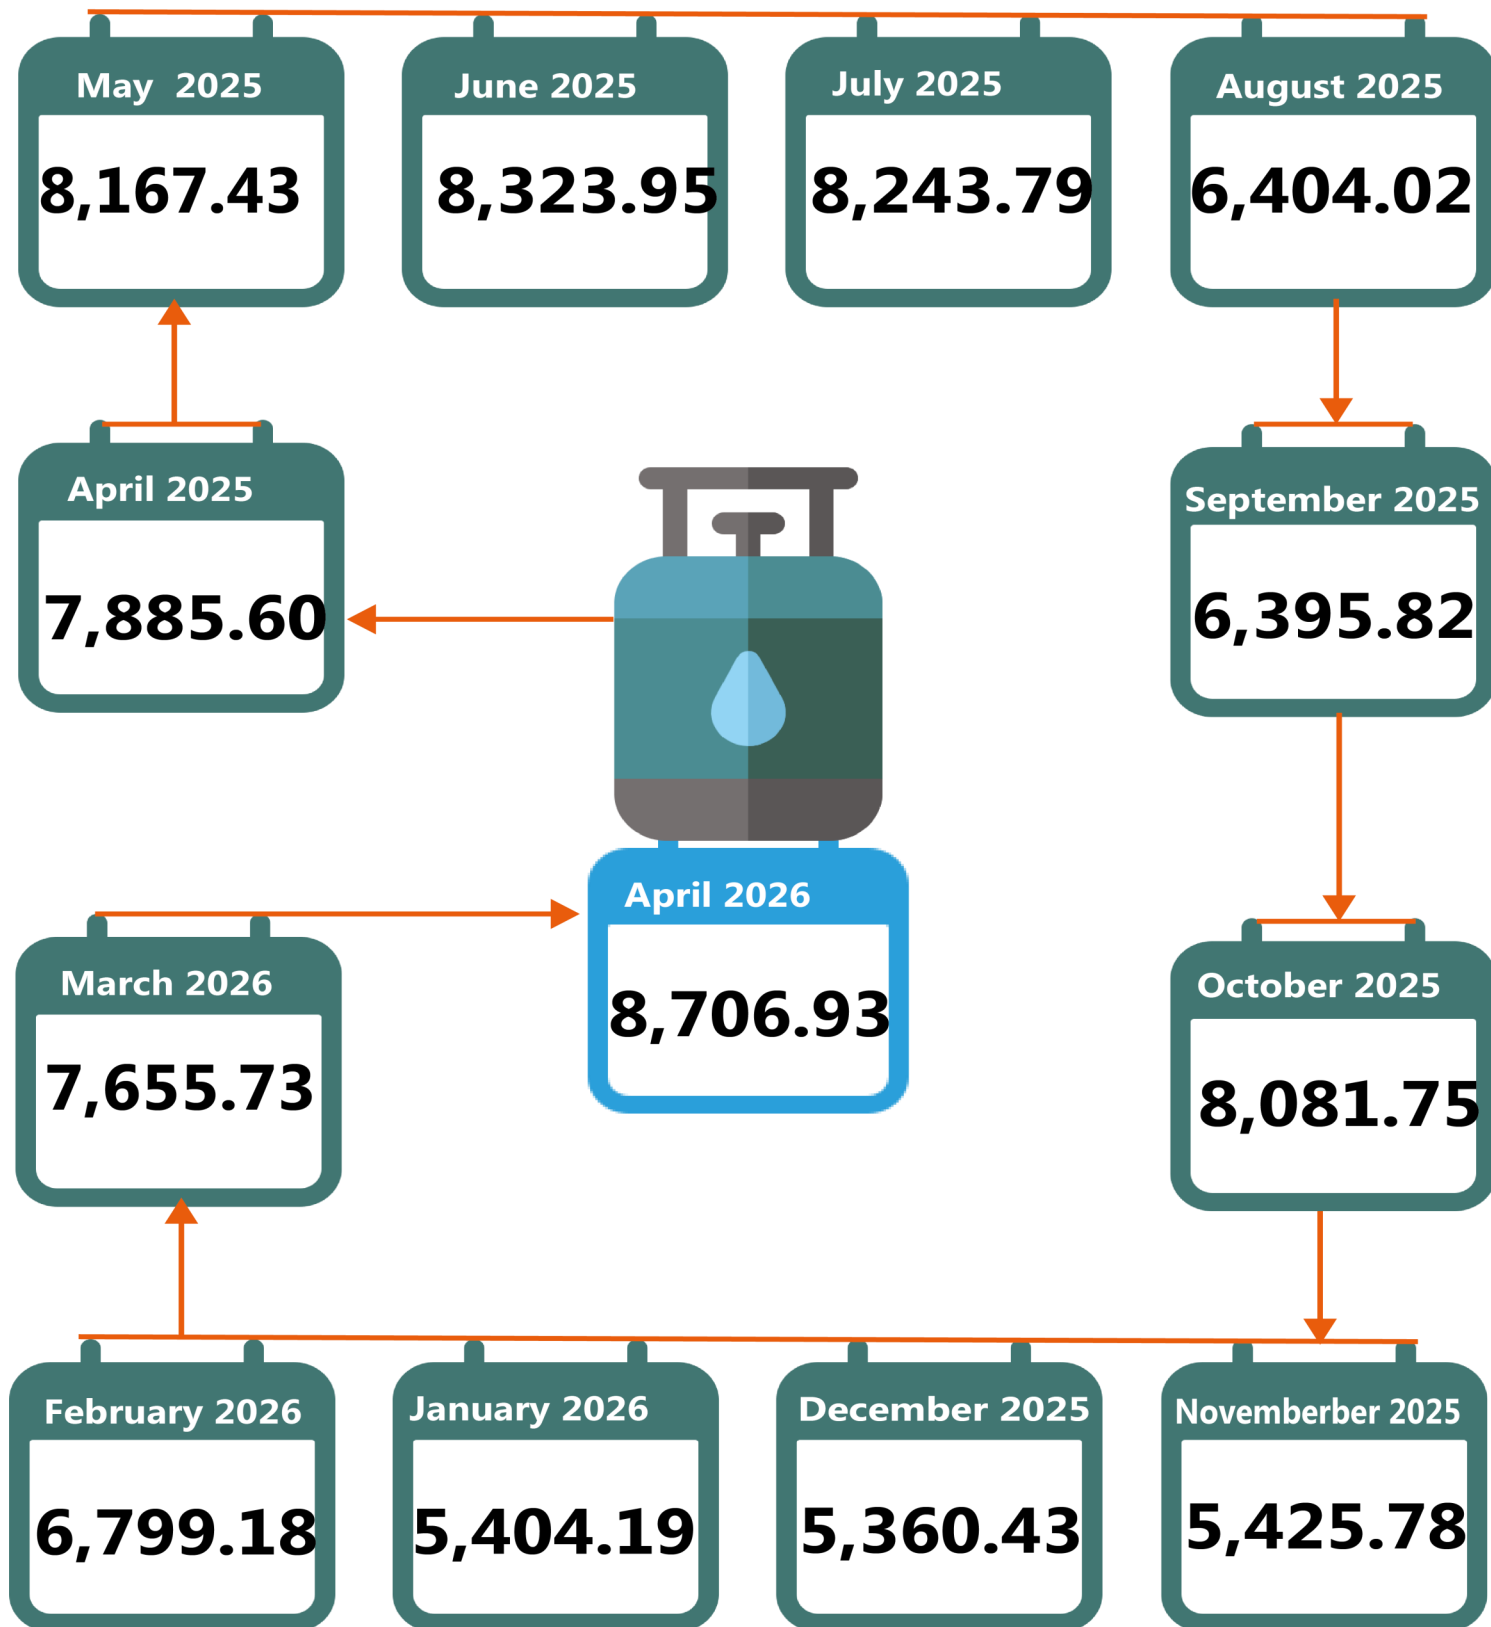 May 2025
8,167.43
June 2025
8,323.95
July 2025
8,243.79
August 2025
6,404.02
April 2025
7,885.60
September 2025
6,395.82
April 2026
8,706.93
March 2026
7,655.73
October 2025
8,081.75
February 2026
6,799.18
January 2026
5,404.19
December 2025
5,360.43
Novemberber 2025
5,425.78